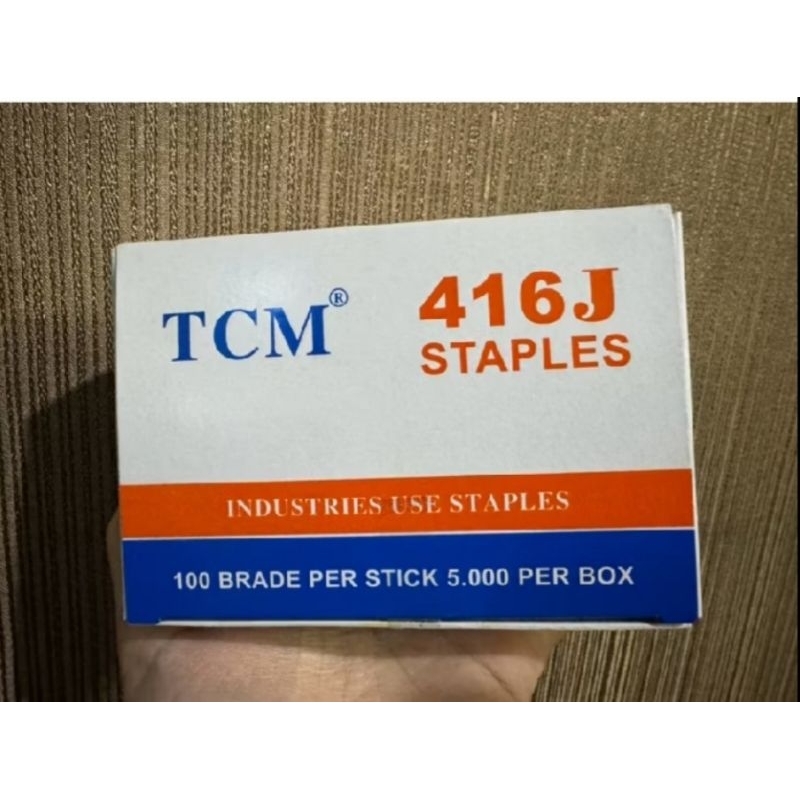 TCM®
416J
STAPLES
INDUSTRIES USE STAPLES
100 BRADE PER STICK 5.000 PER BOX